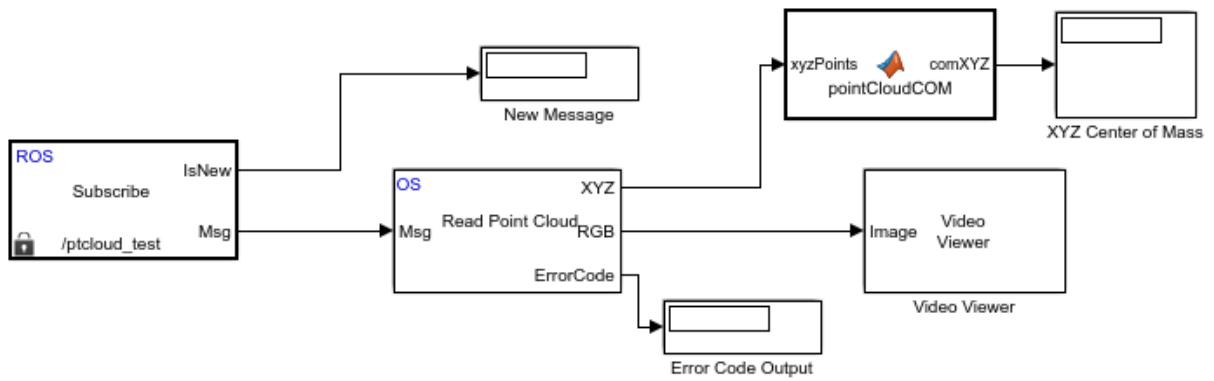 xyzPoints
comXYZ
pointCloudCOM
XYZ Center of Mass
New Message
ROS
Subscribe
/ptcloud_test
IsNew
Msg
OS
Msg
Read Point Cloud
XYZ
RGB
ErrorCode
Image
Video
Viewer
Video Viewer
Error Code Output